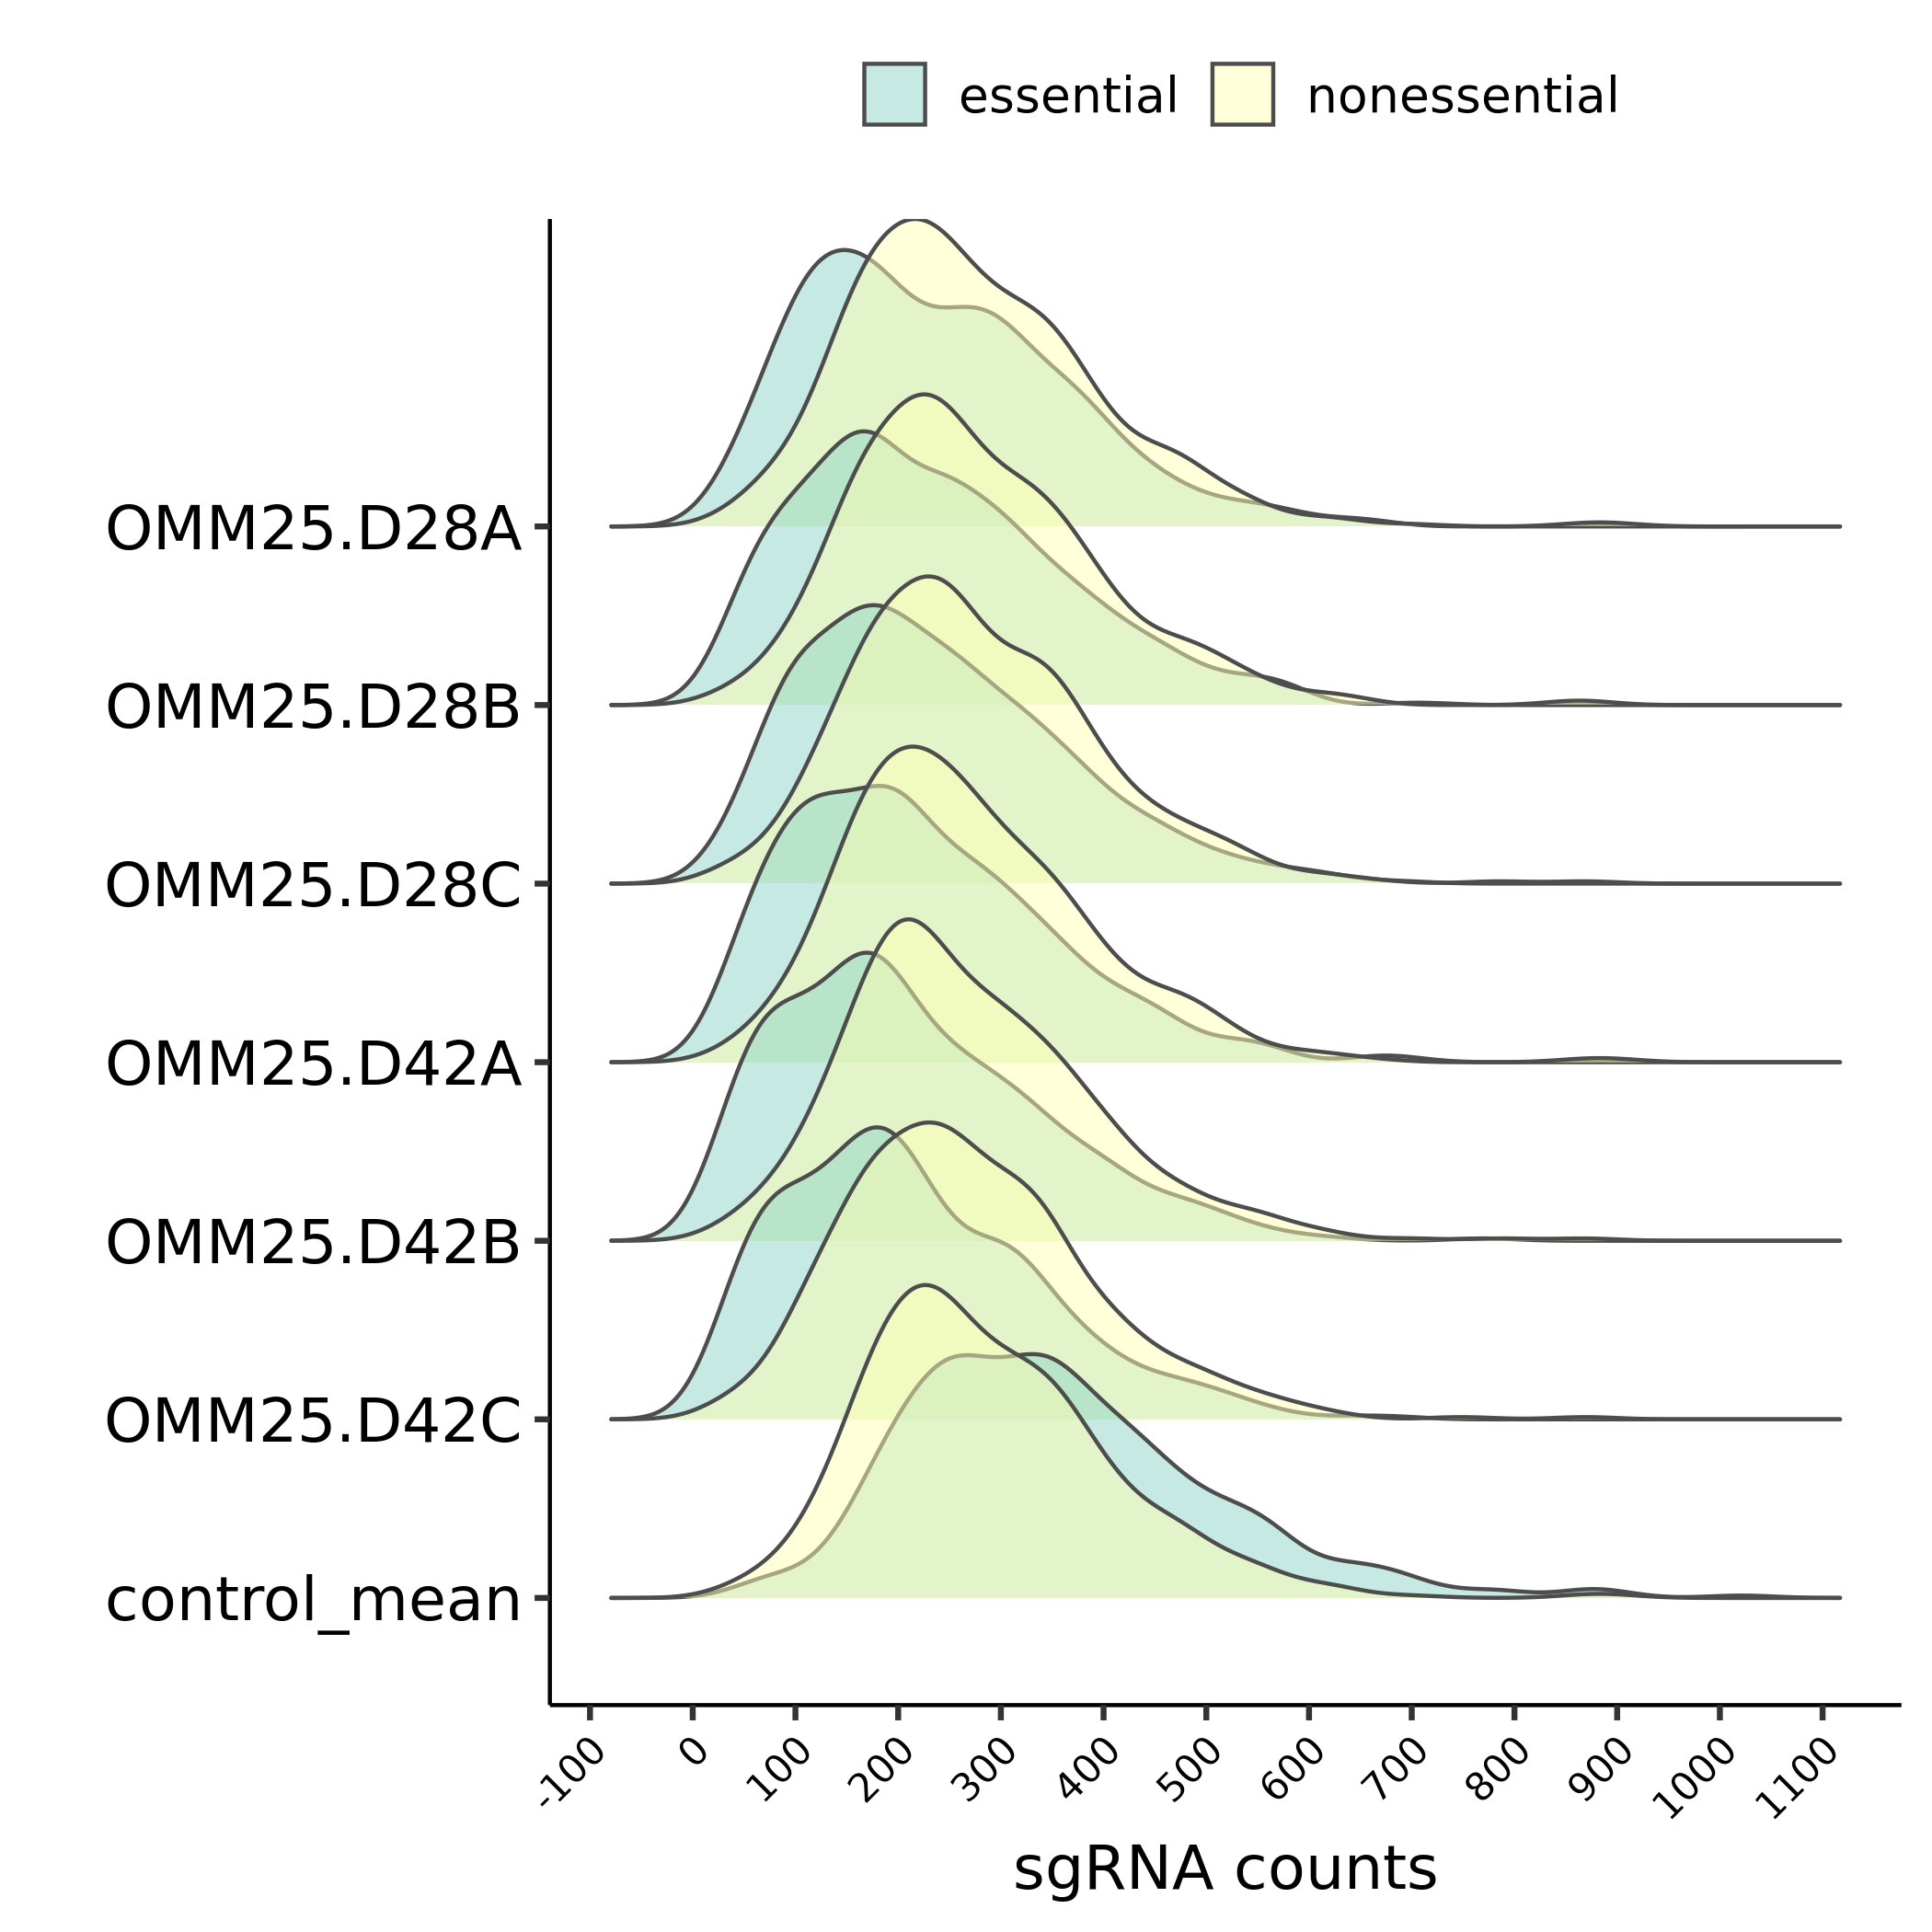 essential nonessential
OMM25.D28A
OMM25.D28B
OMM25.D28C
OMM25.D42A
OMM25.D42B
OMM25.D42C
control_mean
-100 0 100 200 300 400 500 600 700 800 900 1000 1100
sgRNA counts